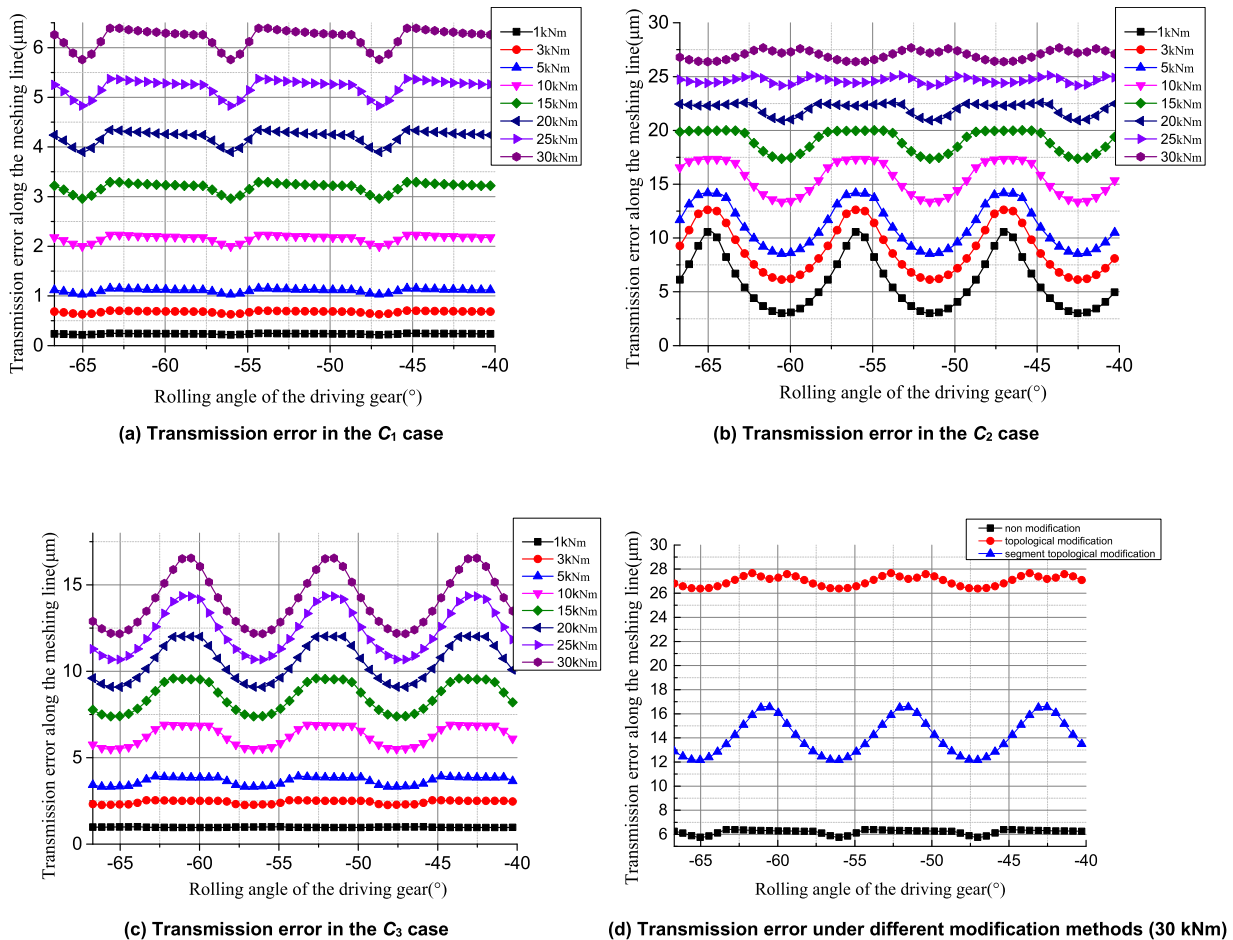 Transmission error along the meshing line(μm)
6
5
4
3
2
1
0
-65
-60
-55
-50
-45
-40
Rolling angle of the driving gear(°)
1kNm
3kNm
5kNm
10kNm
15kNm
20kNm
25kNm
30kNm
(a) Transmission error in the C1 case
Transmission error along the meshing line(μm)
30
25
20
15
10
5
0
-65
-60
-55
-50
-45
-40
Rolling angle of the driving gear(°)
1kNm
3kNm
5kNm
10kNm
15kNm
20kNm
25kNm
30kNm
(b) Transmission error in the C2 case
Transmission error along the meshing line(μm)
15
10
5
0
-65
-60
-55
-50
-45
-40
Rolling angle of the driving gear(°)
1kNm
3kNm
5kNm
10kNm
15kNm
20kNm
25kNm
30kNm
(c) Transmission error in the C3 case
Transmission error along the meshing line(μm)
30
28
26
24
22
20
18
16
14
12
10
8
6
-65
-60
-55
-50
-45
-40
Rolling angle of the driving gear(°)
non modification
topological modification
segment topological modification
(d) Transmission error under different modification methods (30 kNm)